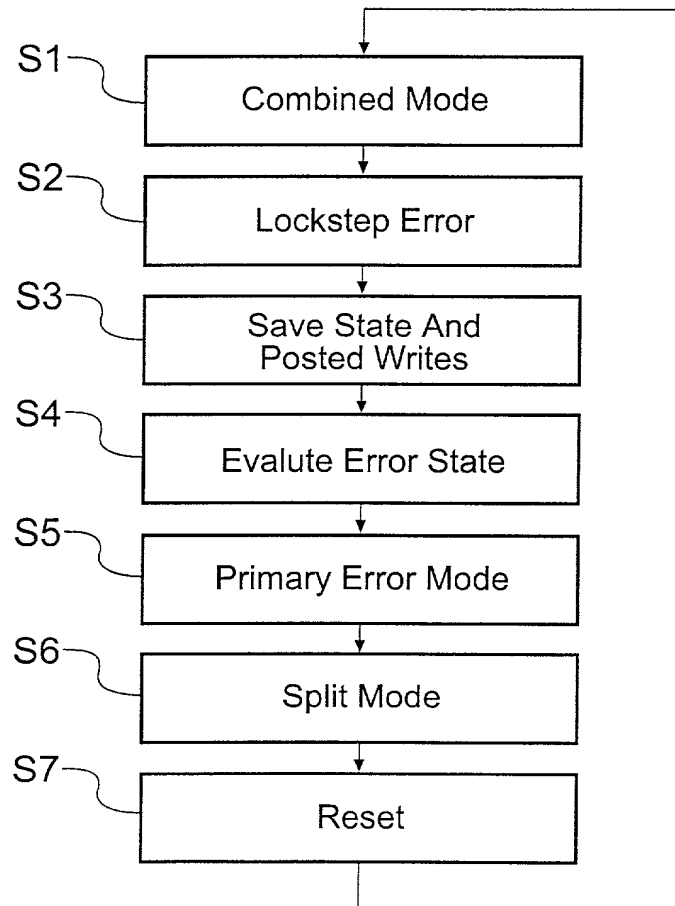 S1
Combined Mode
S2
Lockstep Error
S3
Save State And
Posted Writes
S4
Evalute Error State
S5
Primary Error Mode
S6
Split Mode
S7
Reset